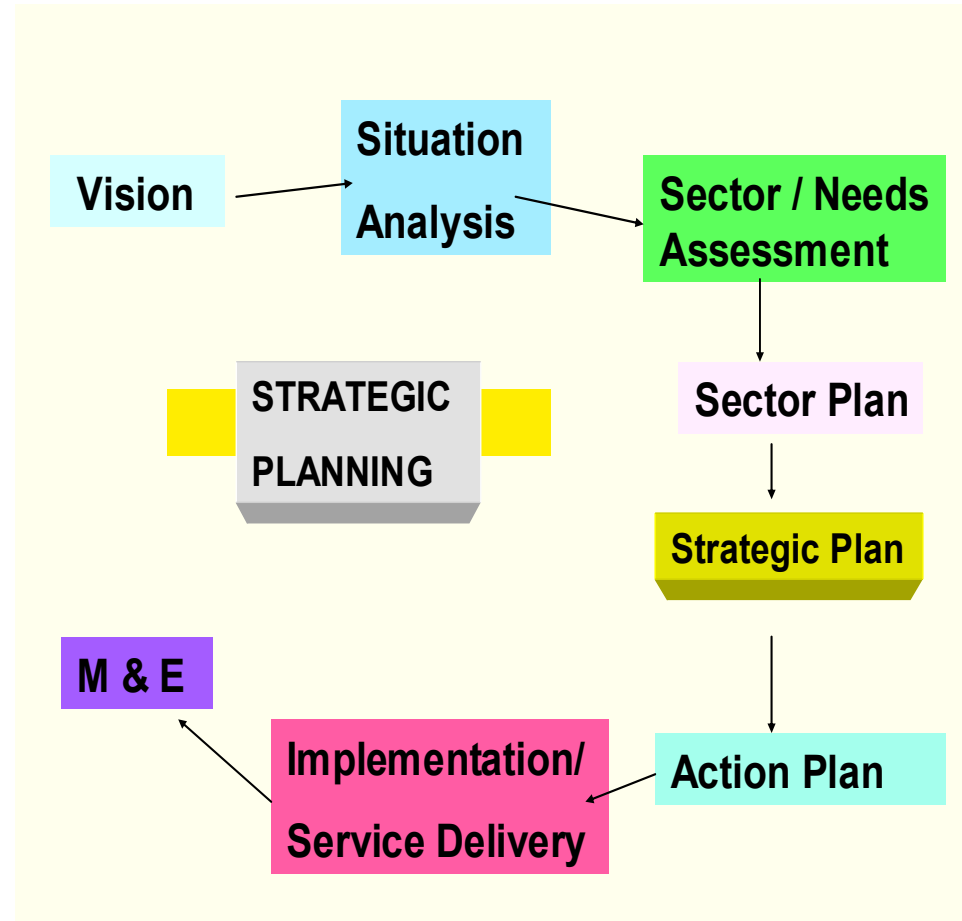 Vision
Situation
Analysis
Sector / Needs
Assessment
Sector Plan
STRATEGIC
PLANNING
Strategic Plan
Action Plan
Implementation/
Service Delivery
M & E